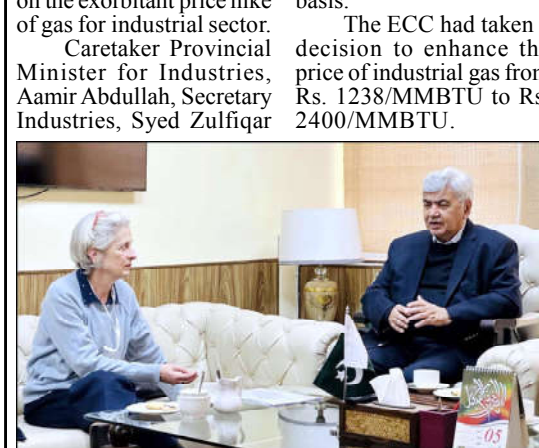 on the exorbitant price hike
of gas for industrial sector.
Caretaker Provincial
Minister for Industries,
Aamir Abdullah, Secretary
Industries, Syed Zulfiqar
basis.
The ECC had taken
decision to enhance th
price of industrial gas from
Rs. 1238/MMBTU to Rs
2400/MMBTU.
05